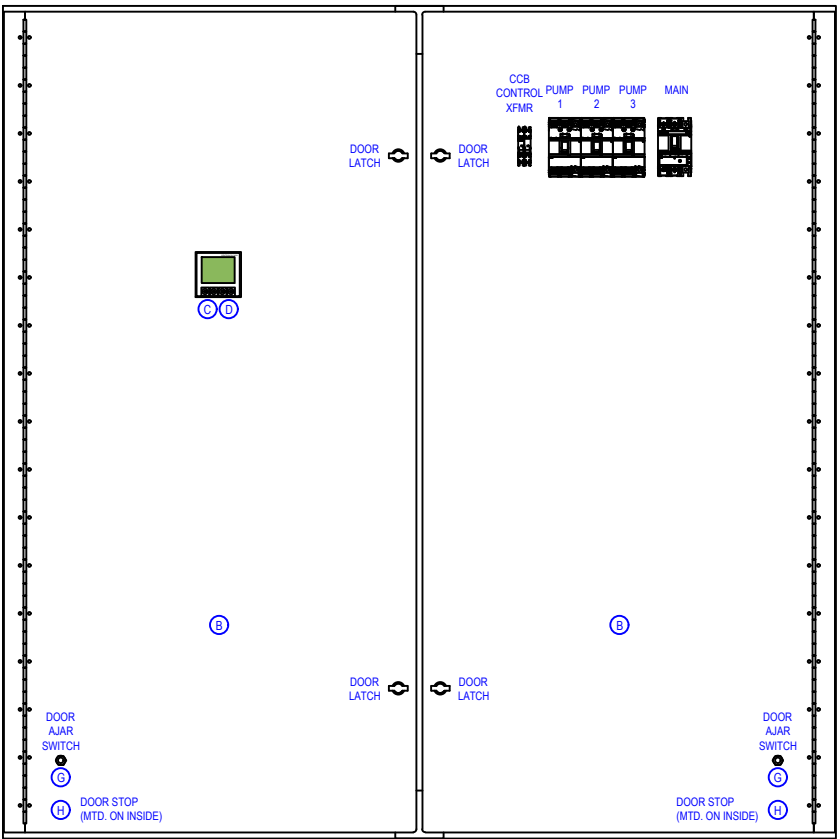 CCB
CONTROL
XFMR
PUMP
1
PUMP
2
PUMP
3
MAIN
DOOR
LATCH
DOOR
LATCH
C
D
B
B
DOOR
LATCH
DOOR
LATCH
DOOR
AJAR
SWITCH
G
H
DOOR STOP
(MTD. ON INSIDE)
DOOR
AJAR
SWITCH
G
DOOR STOP
(MTD. ON INSIDE)
H